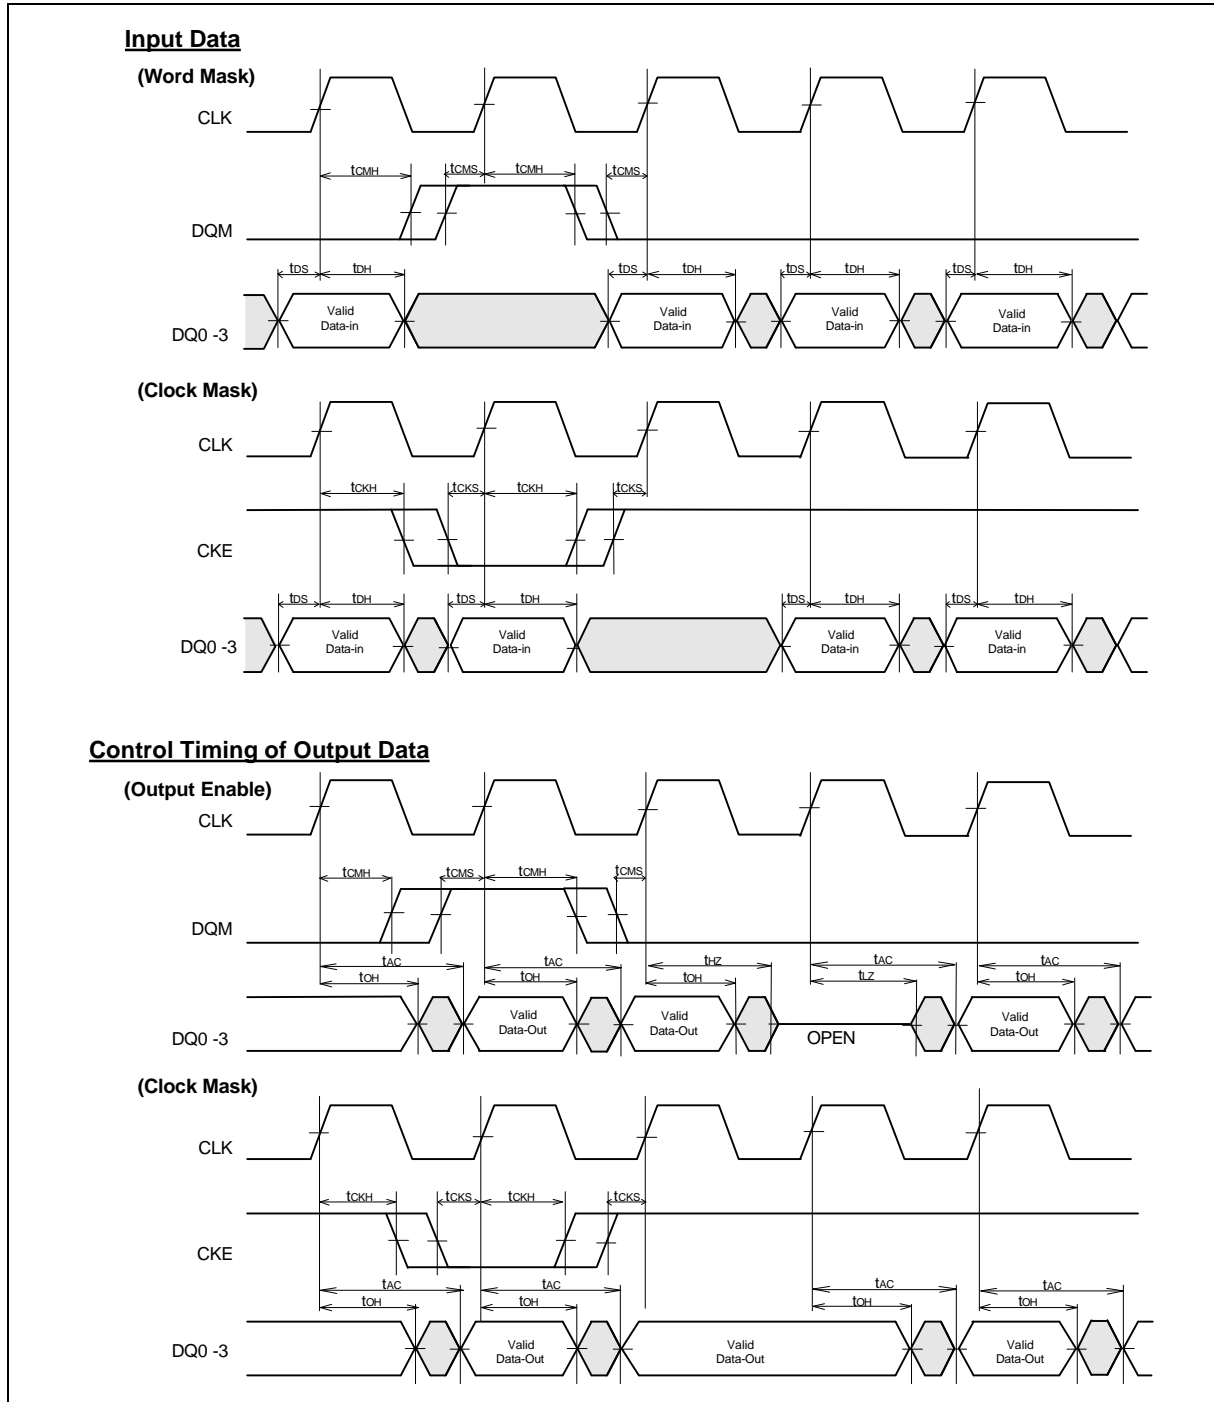 Input Data
(Word Mask)
CLK
tCMH tCMS tCMH tCMS
DQM
tDS tDH tDS tDH tDS tDH tDS tDH
DQ0 -3
Valid Data-in
Valid Data-in
Valid Data-in
Valid Data-in
(Clock Mask)
CLK
tCKH tCKS tCKH tCKS
CKE
tDS tDH tDS tDH tDS tDH tDS tDH
DQ0 -3
Valid Data-in
Valid Data-in
Valid Data-in
Valid Data-in
Control Timing of Output Data
(Output Enable)
CLK
tCMH tCMS tCMH tCMS
DQM
tAC tAC tHZ tAC tAC
tOH tOH tOH tLZ tOH
DQ0 -3
Valid Data-Out
Valid Data-Out
OPEN
Valid Data-Out
(Clock Mask)
CLK
tCKH tCKS tCKH tCKS
CKE
tAC tAC tAC tAC
tOH tOH tOH tOH
DQ0 -3
Valid Data-Out
Valid Data-Out
Valid Data-Out